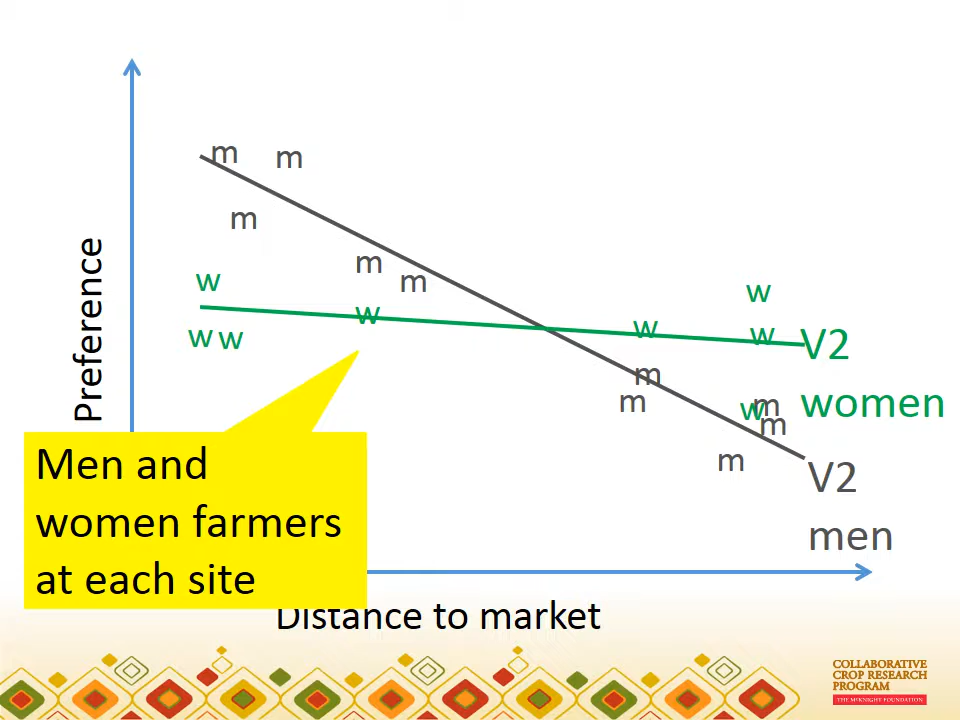 m
m
m
m
m
w
w
w
w
w
w
w
w
m
m
m
m
m
Preference
V2
women
V2
men
Men and
women farmers
at each site
Distance to market
COLLABORATIVE
CROP RESEARCH
PROGRAM
THE MCKNIGHT FOUNDATION